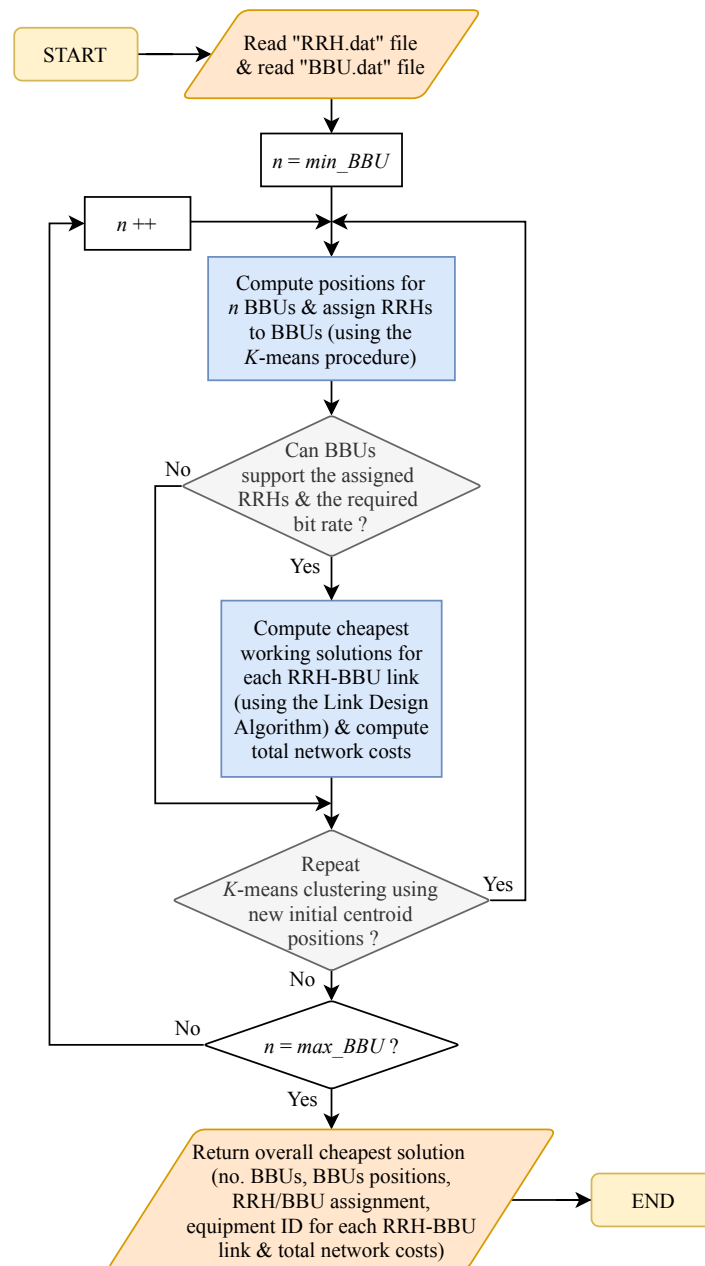 START
Read "RRH.dat" file
& read "BBU.dat" file
n = min_BBU
n ++
Compute positions for
n BBUs & assign RRHs
to BBUs (using the
K-means procedure)
Can BBUs
support the assigned
RRHs & the required
bit rate ?
No
Yes
Compute cheapest
working solutions for
each RRH-BBU link
(using the Link Design
Algorithm) & compute
total network costs
Repeat
K-means clustering using
new initial centroid
positions ?
Yes
No
n = max_BBU ?
No
Yes
Return overall cheapest solution
(no. BBUs, BBUs positions,
RRH/BBU assignment,
equipment ID for each RRH-BBU
link & total network costs)
END